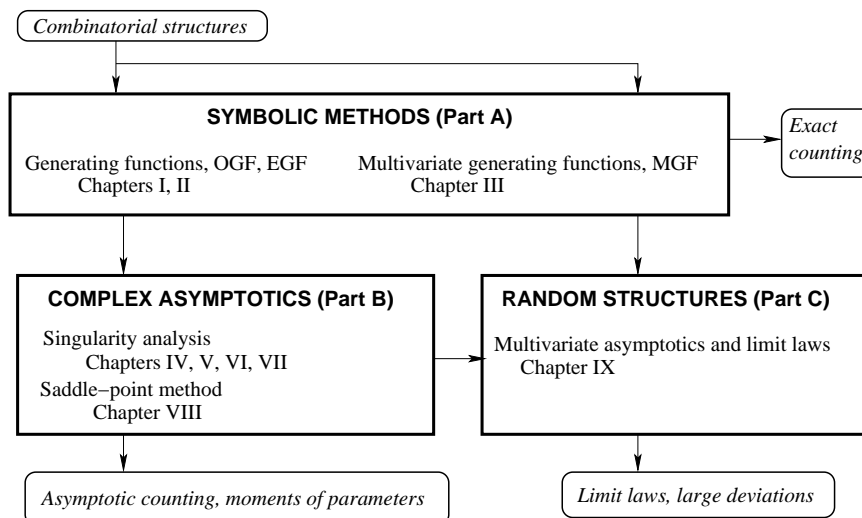 Combinatorial structures
SYMBOLIC METHODS (Part A)
Generating functions, OGF, EGF
Chapters I, II
Multivariate generating functions, MGF
Chapter III
Exact
counting
COMPLEX ASYMPTOTICS (Part B)
Singularity analysis
Chapters IV, V, VI, VII
Saddle−point method
Chapter VIII
RANDOM STRUCTURES (Part C)
Multivariate asymptotics and limit laws
Chapter IX
Asymptotic counting, moments of parameters
Limit laws, large deviations